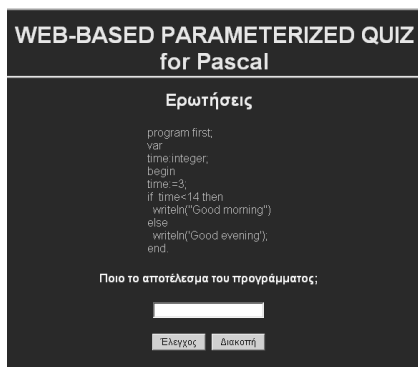 WEB-BASED PARAMETERIZED QUIZ
for Pascal
Ερωτήσεις
program first;
var
time:integer;
begin
time:=3;
if time<14 then
writeln("Good morning")
else
writeln('Good evening');
end.
Ποιο το αποτέλεσμα του προγράμματος;
Έλεγχος Διακοπή